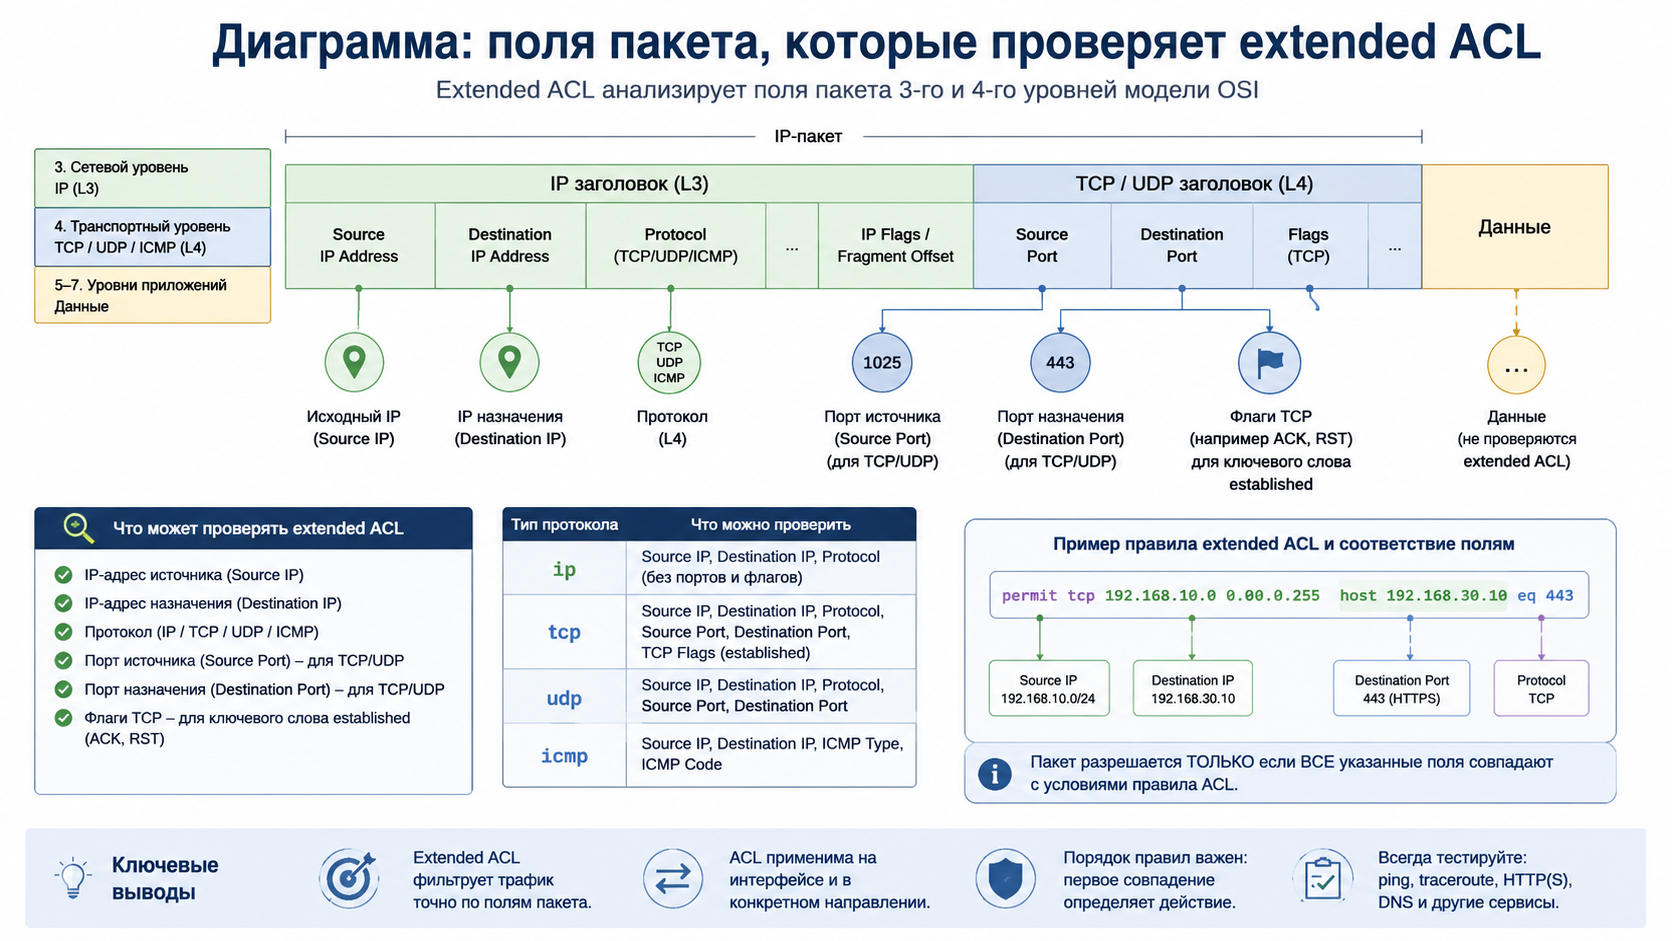 Диаграмма: поля пакета, которые проверяет extended ACL
Extended ACL анализирует поля пакета 3-го и 4-го уровней модели OSI
IP-пакет
3. Сетевой уровень
IP (L3)
4. Транспортный уровень
TCP / UDP / ICMP (L4)
5–7. Уровни приложений
Данные
IP заголовок (L3)
TCP / UDP заголовок (L4)
Данные
Source
IP Address
Destination
IP Address
Protocol
(TCP/UDP/ICMP)
...
IP Flags /
Fragment Offset
Source
Port
Destination
Port
Flags
(TCP)
...
TCP
UDP
ICMP
1025
443
...
Исходный IP
(Source IP)
IP назначения
(Destination IP)
Протокол
(L4)
Порт источника
(Source Port)
(для TCP/UDP)
Порт назначения
(Destination Port)
(для TCP/UDP)
Флаги TCP
(например ACK, RST)
для ключевого слова
established
Данные
(не проверяются
extended ACL)
Что может проверять extended ACL
IP-адрес источника (Source IP)
IP-адрес назначения (Destination IP)
Протокол (IP / TCP / UDP / ICMP)
Порт источника (Source Port) – для TCP/UDP
Порт назначения (Destination Port) – для TCP/UDP
Флаги TCP – для ключевого слова established
(ACK, RST)
Тип протокола Что можно проверить
ip
Source IP, Destination IP, Protocol
(без портов и флагов)
tcp
Source IP, Destination IP, Protocol,
Source Port, Destination Port,
TCP Flags (established)
udp
Source IP, Destination IP, Protocol,
Source Port, Destination Port
icmp
Source IP, Destination IP, ICMP Type,
ICMP Code
Пример правила extended ACL и соответствие полям
permit tcp 192.168.10.0 0.00.0.255 host 192.168.30.10 eq 443
Source IP
192.168.10.0/24
Destination IP
192.168.30.10
Destination Port
443 (HTTPS)
Protocol
TCP
Пакет разрешается ТОЛЬКО если ВСЕ указанные поля совпадают
с условиями правила ACL.
Ключевые
выводы
Extended ACL
фильтрует трафик
точно по полям пакета.
ACL применима на
интерфейсе и в
конкретном направлении.
Порядок правил важен:
первое совпадение
определяет действие.
Всегда тестируйте:
ping, traceroute, HTTP(S),
DNS и другие сервисы.